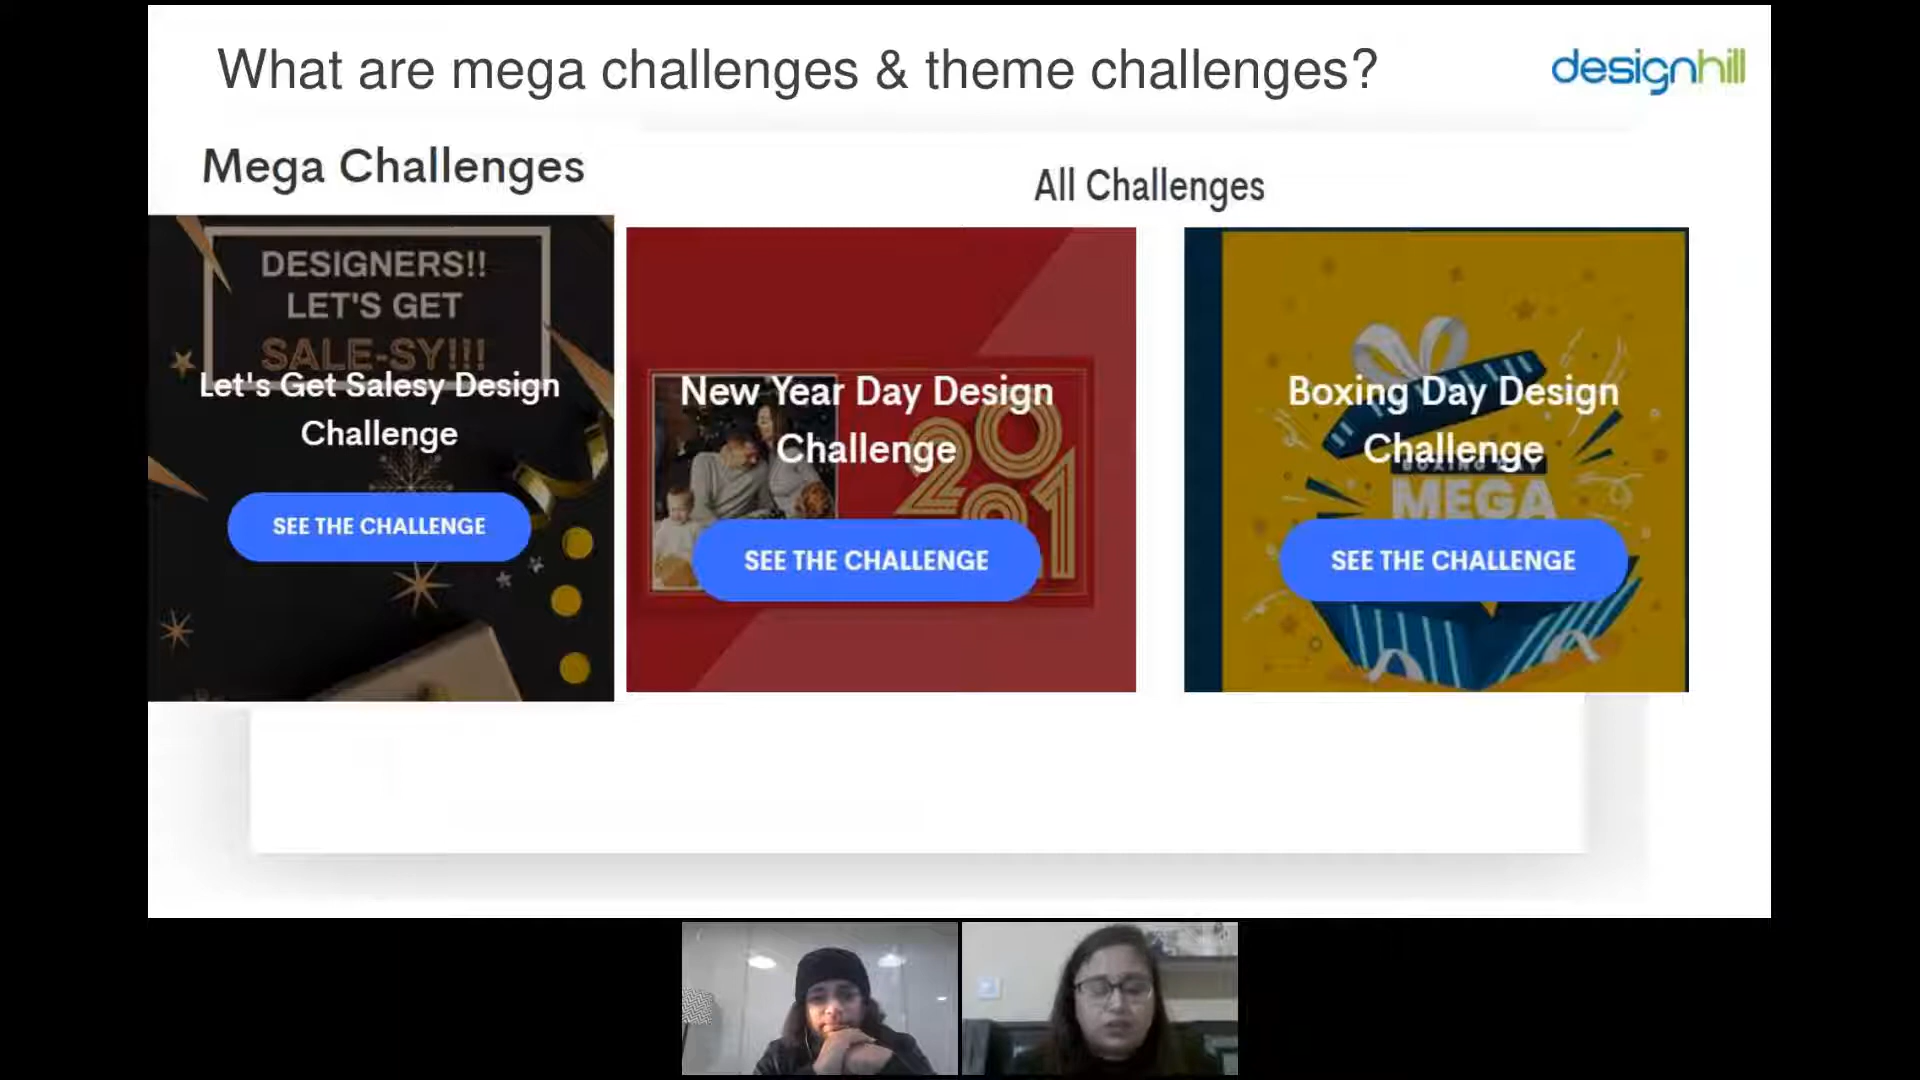 What are mega challenges & theme challenges?
designhill
Mega Challenges
All Challenges
DESIGNERS!!
LET'S GET
SALE-SY!!!
Let's Get Salesy Design
Challenge
SEE THE CHALLENGE
New Year Day Design
Challenge
SEE THE CHALLENGE
Boxing Day Design
Challenge
BOXING DAY
MEGA
SEE THE CHALLENGE